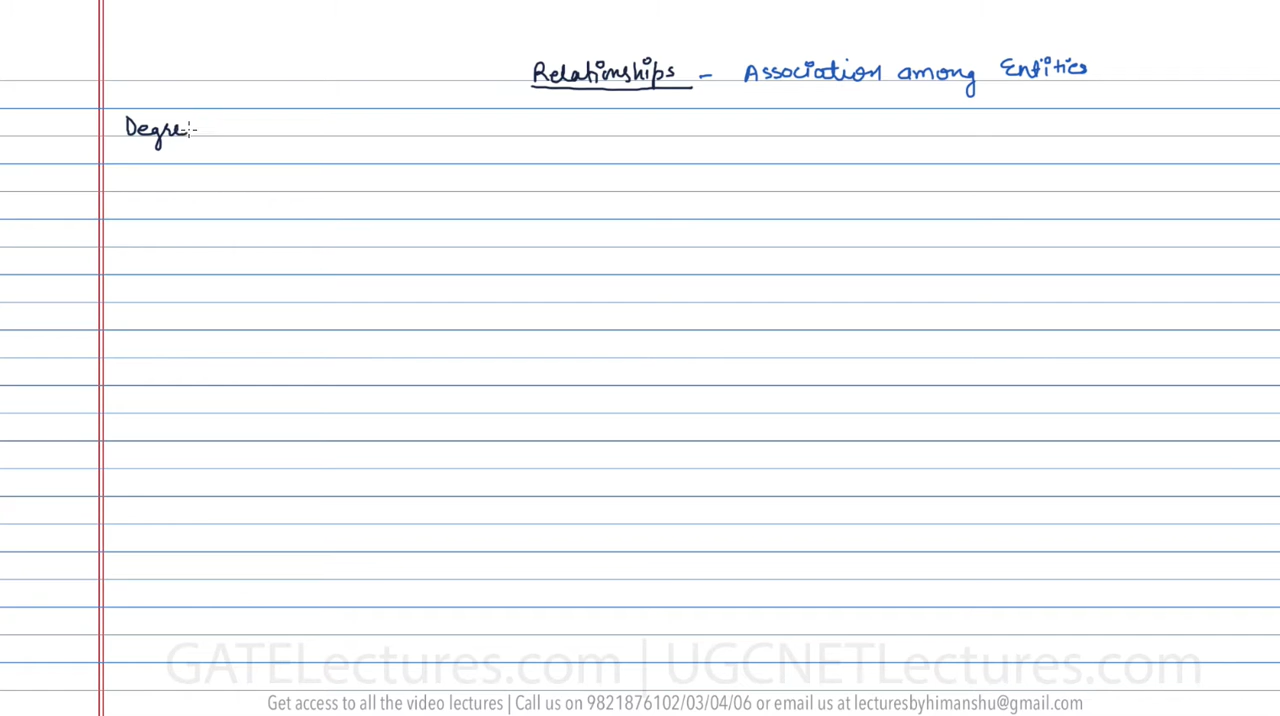 Relationships - Association among Entities
Degre
GATELectures.com | UGCNETLectures.com
Get access to all the video lectures | Call us on 9821876102/03/04/06 or email us at lecturesbyhimanshu@gmail.com